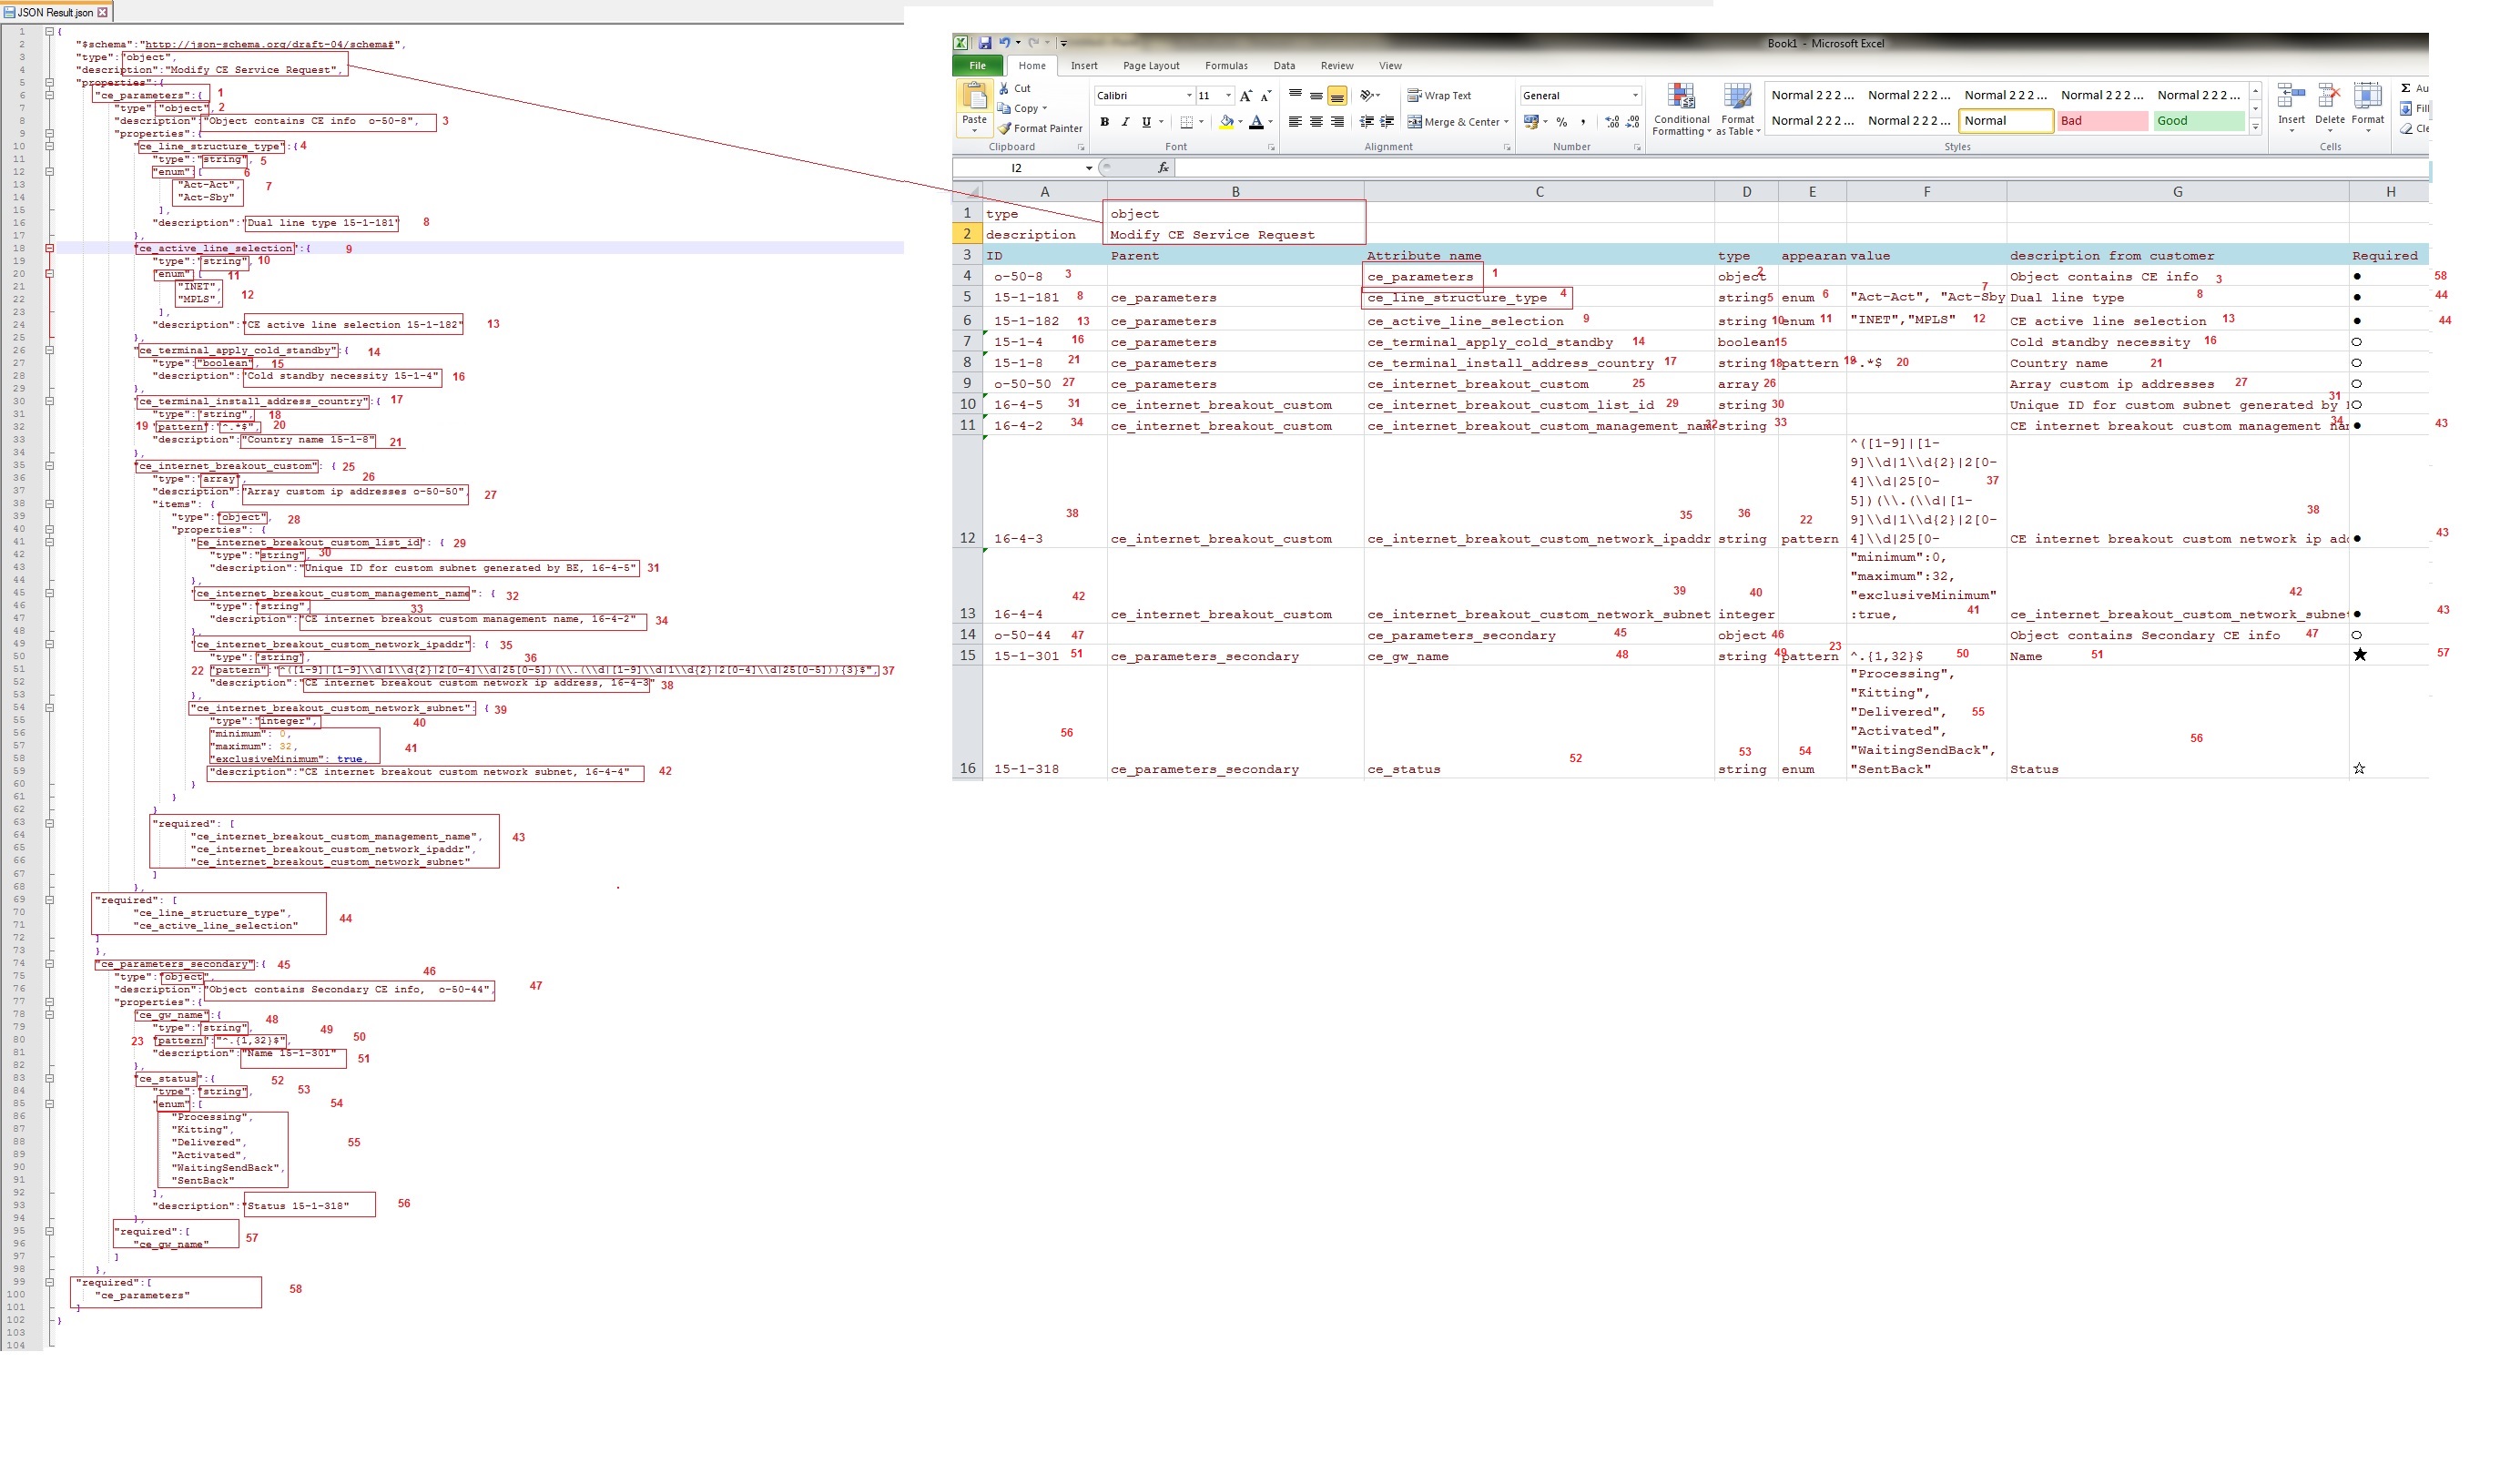 JSON Result.json
1 {
2 "$schema":"http://json-schema.org/draft-04/schema#",
3 "type":"object",
4 "description":"Modify CE Service Request",
5 "properties":{
6 "ce_parameters":{ 1
7 "type":"object", 2
8 "description":"Object contains CE info  o-50-8", 3
9 "properties":{
10 "ce_line_structure_type":{ 4
11 "type":"string", 5
12 "enum":[ 6
13 "Act-Act", 7
14 "Act-Sby"
15 ],
16 "description":"Dual line type 15-1-181" 8
17 },
18 "ce_active_line_selection":{ 9
19 "type":"string", 10
20 "enum":[ 11
21 "INET",
22 "MPLS", 12
23 ],
24 "description":"CE active line selection 15-1-182" 13
25 },
26 "ce_terminal_apply_cold_standby":{ 14
27 "type":"boolean", 15
28 "description":"Cold standby necessity 15-1-4" 16
29 },
30 "ce_terminal_install_address_country":{ 17
31 "type":"string", 18
32 19 "pattern":"^.*$", 20
33 "description":"Country name 15-1-8" 21
34 },
35 "ce_internet_breakout_custom": { 25
36 "type":"array", 26
37 "description":"Array custom ip addresses o-50-50", 27
38 "items": {
39 "type":"object", 28
40 "properties": {
41 "ce_internet_breakout_custom_list_id": { 29
42 "type":"string", 30
43 "description":"Unique ID for custom subnet generated by BE, 16-4-5" 31
44 },
45 "ce_internet_breakout_custom_management_name": { 32
46 "type":"string", 33
47 "description":"CE internet breakout custom management name, 16-4-2" 34
48 },
49 "ce_internet_breakout_custom_network_ipaddr": { 35
50 "type":"string", 36
51 22 "pattern":"^([1-9]|[1-9]\\d|1\\d{2}|2[0-4]\\d|25[0-5])(\\.(\\d|[1-9]\\d|1\\d{2}|2[0-4]\\d|25[0-5])){3}$", 37
52 "description":"CE internet breakout custom network ip address, 16-4-3" 38
53 },
54 "ce_internet_breakout_custom_network_subnet": { 39
55 "type":"integer", 40
56 "minimum": 0,
57 "maximum": 32, 41
58 "exclusiveMinimum": true,
59 "description":"CE internet breakout custom network subnet, 16-4-4" 42
60 }
61 }
62 }
63 "required": [
64 "ce_internet_breakout_custom_management_name", 43
65 "ce_internet_breakout_custom_network_ipaddr",
66 "ce_internet_breakout_custom_network_subnet"
67 ]
68 },
69 "required": [
70 "ce_line_structure_type", 44
71 "ce_active_line_selection"
72 ]
73 },
74 "ce_parameters_secondary":{ 45
75 "type":"object", 46
76 "description":"Object contains Secondary CE info,  o-50-44", 47
77 "properties":{
78 "ce_gw_name":{ 48
79 "type":"string", 49
80 23 "pattern":"^.{1,32}$", 50
81 "description":"Name 15-1-301" 51
82 },
83 "ce_status":{ 52
84 "type":"string", 53
85 "enum":[ 54
86 "Processing",
87 "Kitting",
88 "Delivered", 55
89 "Activated",
90 "WaitingSendBack",
91 "SentBack"
92 ],
93 "description":"Status 15-1-318" 56
94 },
95 "required":[ 57
96 "ce_gw_name"
97 ]
98 },
99 "required":[ 58
100 "ce_parameters"
101 ]
102 }
103
104
Book1 - Microsoft Excel
File Home Insert Page Layout Formulas Data Review View
Paste Cut Calibri 11 Wrap Text General Conditional Formatting Format as Table Normal 2 2 2 ... Normal 2 2 2 ... Normal 2 2 2 ... Normal 2 2 2 ... Normal 2 2 2 ... Insert Delete Format Σ Au
Copy Format Painter B I U Merge & Center % , Normal 2 2 2 ... Normal 2 2 2 ... Normal Bad Good Fill Cle
Clipboard Font Alignment Number Styles Cells
I2 fx
A B C D E F G H
1 type object
2 description Modify CE Service Request
3 ID Parent Attribute name type appearan value description from customer Required
4 o-50-8 3 ce_parameters 1 object 2 Object contains CE info 3 ● 58
5 15-1-181 8 ce_parameters ce_line_structure_type 4 string 5 enum 6 "Act-Act", "Act-Sby 7 Dual line type 8 ● 44
6 15-1-182 13 ce_parameters ce_active_line_selection 9 string 10 enum 11 "INET","MPLS" 12 CE active line selection 13 ● 44
7 15-1-4 16 ce_parameters ce_terminal_apply_cold_standby 14 boolean 15 Cold standby necessity 16 ○
8 15-1-8 21 ce_parameters ce_terminal_install_address_country 17 string 18 pattern 19 ^.*$ 20 Country name 21 ○
9 o-50-50 27 ce_parameters ce_internet_breakout_custom 25 array 26 Array custom ip addresses 27 ○
10 16-4-5 31 ce_internet_breakout_custom ce_internet_breakout_custom_list_id 29 string 30 Unique ID for custom subnet generated by 31 ○
11 16-4-2 34 ce_internet_breakout_custom ce_internet_breakout_custom_management_nam 32 string 33 CE internet breakout custom management nam 34 ● 43
^([1-9]|[1-
9]\\d|1\\d{2}|2[0-
4]\\d|25[0- 37
5])(\\.(\\d|[1-
9]\\d|1\\d{2}|2[0-
12 16-4-3 38 ce_internet_breakout_custom ce_internet_breakout_custom_network_ipaddr 35 string 36 pattern 22 4]\\d|25[0- CE internet breakout custom network ip add 38 ● 43
"minimum":0,
"maximum":32,
"exclusiveMinimum"
13 16-4-4 42 ce_internet_breakout_custom ce_internet_breakout_custom_network_subnet 39 integer 40 :true, 41 ce_internet_breakout_custom_network_subnet 42 ● 43
14 o-50-44 47 ce_parameters_secondary 45 object 46 Object contains Secondary CE info 47 ○
15 15-1-301 51 ce_parameters_secondary ce_gw_name 48 string 49 pattern 23 ^.{1,32}$ 50 Name 51 ★ 57
"Processing",
"Kitting",
"Delivered", 55
"Activated",
"WaitingSendBack",
16 15-1-318 56 ce_parameters_secondary ce_status 52 string 53 enum 54 "SentBack" Status 56 ☆